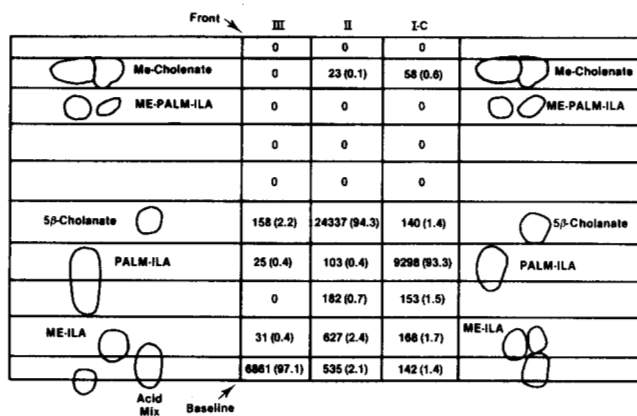 Front III II I-C
0 0 0
Me-Cholenate 0 23 (0.1) 58 (0.6) Me-Cholenate
ME-PALM-ILA 0 0 0 ME-PALM-ILA
0 0 0
0 0 0
5β-Cholanate 158 (2.2) 24337 (94.3) 140 (1.4) 5β-Cholanate
PALM-ILA 25 (0.4) 103 (0.4) 9298 (93.3) PALM-ILA
0 182 (0.7) 153 (1.5)
ME-ILA 31 (0.4) 627 (2.4) 168 (1.7) ME-ILA
6861 (97.1) 535 (2.1) 142 (1.4)
Acid
Mix
Baseline